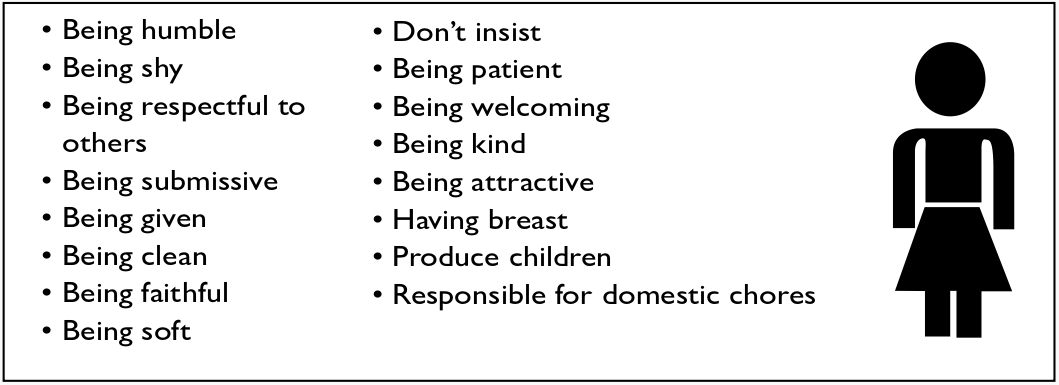 • Being humble
• Being shy
• Being respectful to
others
• Being submissive
• Being given
• Being clean
• Being faithful
• Being soft
• Don't insist
• Being patient
• Being welcoming
• Being kind
• Being attractive
• Having breast
• Produce children
• Responsible for domestic chores